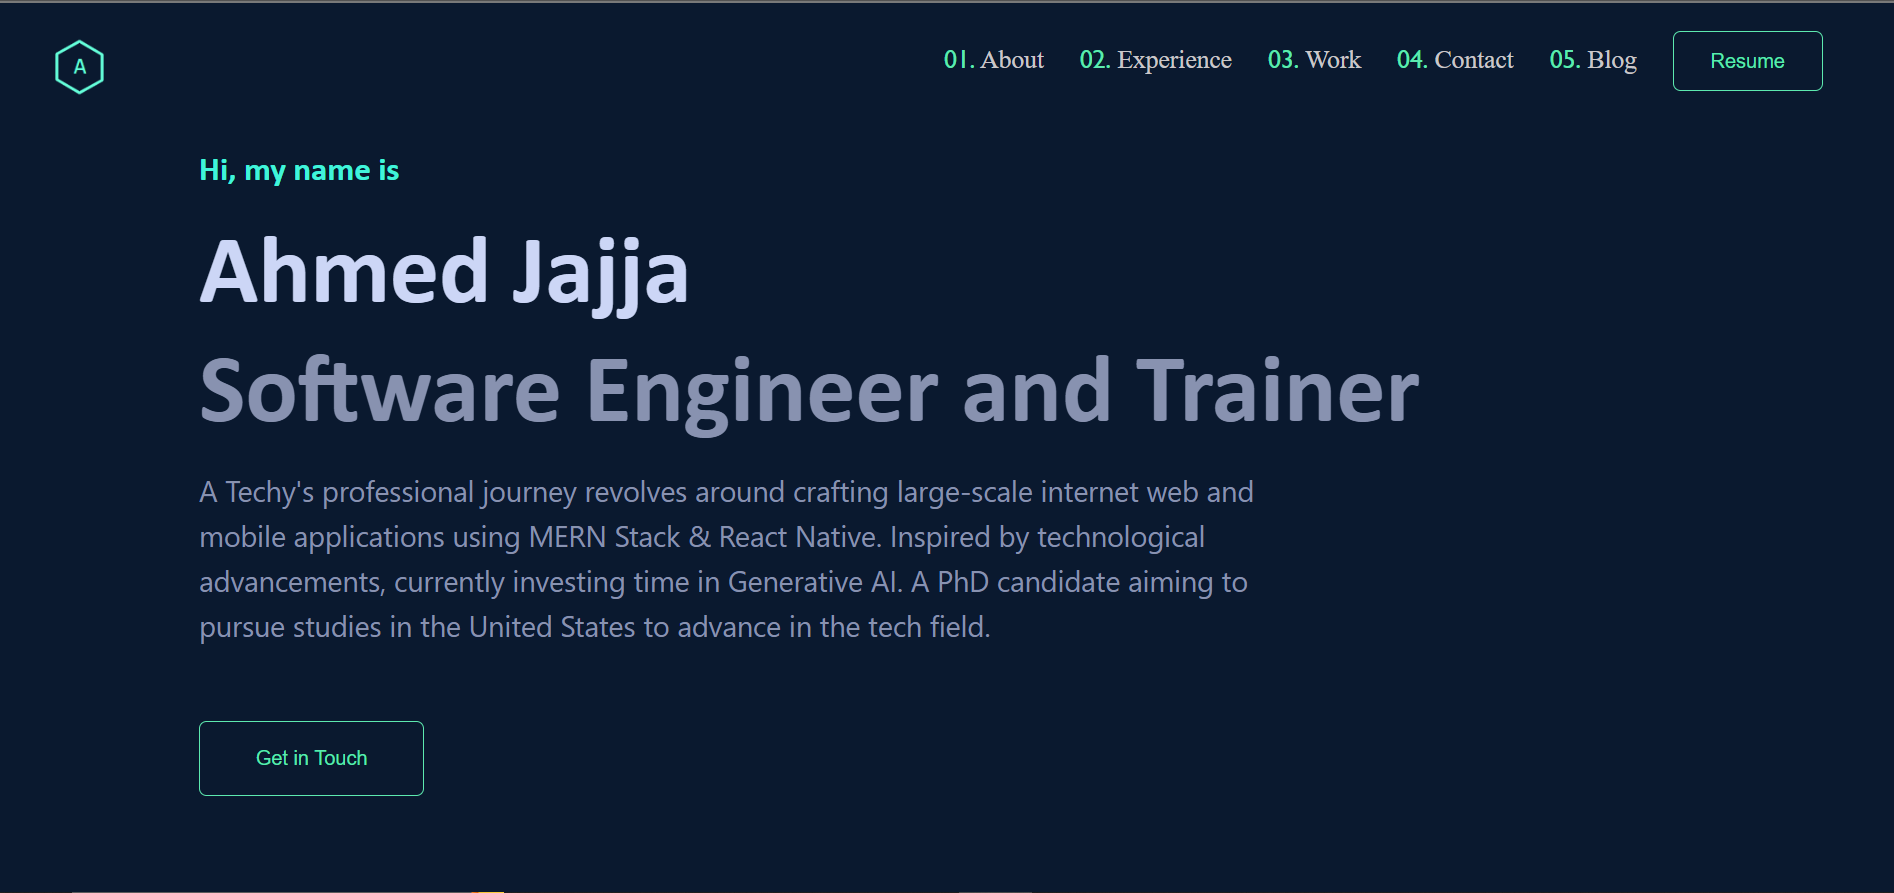 A
01. About 02. Experience 03. Work 04. Contact 05. Blog Resume
Hi, my name is
Ahmed Jajja
Software Engineer and Trainer
A Techy's professional journey revolves around crafting large-scale internet web and
mobile applications using MERN Stack & React Native. Inspired by technological
advancements, currently investing time in Generative AI. A PhD candidate aiming to
pursue studies in the United States to advance in the tech field.
Get in Touch